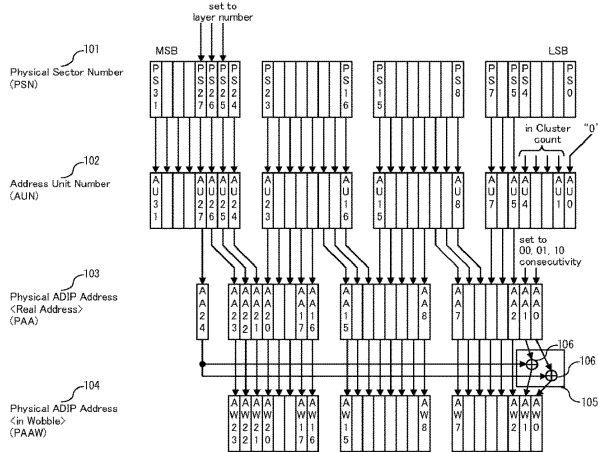 set to
layer number
101
MSB
LSB
Physical Sector Number
(PSN)
PS31
PS27
PS26
PS25
PS24
PS23
PS16
PS15
PS8
PS7
PS5
PS4
PS0
in Cluster
count
"0"
102
Address Unit Number
(AUN)
AU31
AU27
AU26
AU25
AU24
AU23
AU16
AU15
AU8
AU7
AU5
AU4
AU1
AU0
set to
00, 01, 10
consecutivity
103
Physical ADIP Address
<Real Address>
(PAA)
AA24
AA23
AA22
AA21
AA20
AA17
AA16
AA15
AA8
AA7
AA2
AA1
AA0
106
106
105
104
Physical ADIP Address
<in Wobble>
(PAAW)
AW23
AW22
AW21
AW20
AW17
AW16
AW15
AW8
AW7
AW2
AW1
AW0